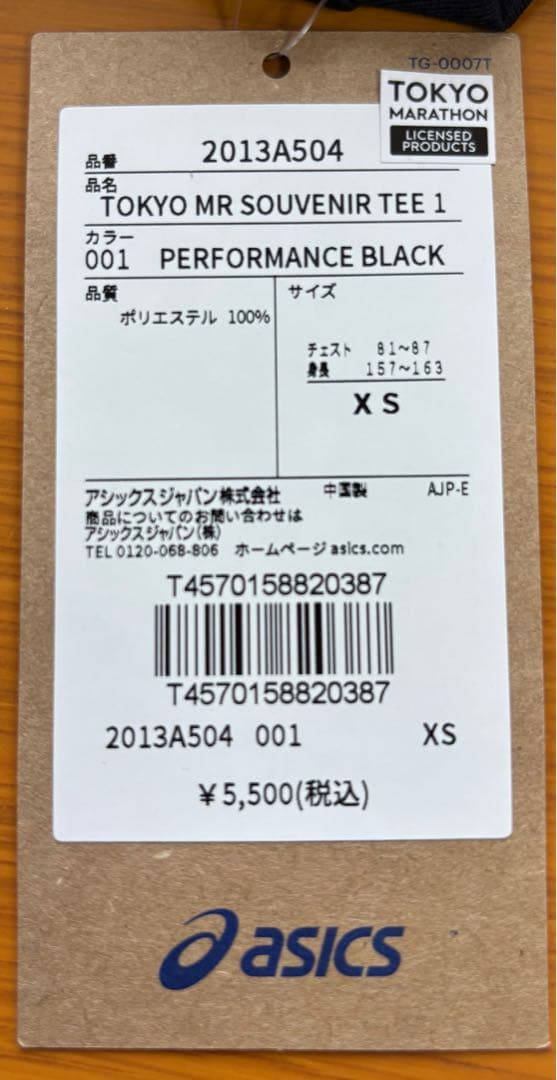 TG-0007T
TOKYO
MARATHON
LICENSED
PRODUCTS
品番 2013A504
品名
TOKYO MR SOUVENIR TEE 1
カラー
001 PERFORMANCE BLACK
品質
ポリエステル 100%
サイズ
チェスト 81~87
身長 157~163
XS
アシックスジャパン株式会社 中国製 AJP-E
商品についてのお問い合わせは
アシックスジャパン(株)
TEL 0120-068-806 ホームページ asics.com
T4570158820387
T4570158820387
2013A504 001 XS
¥5,500(税込)
asics